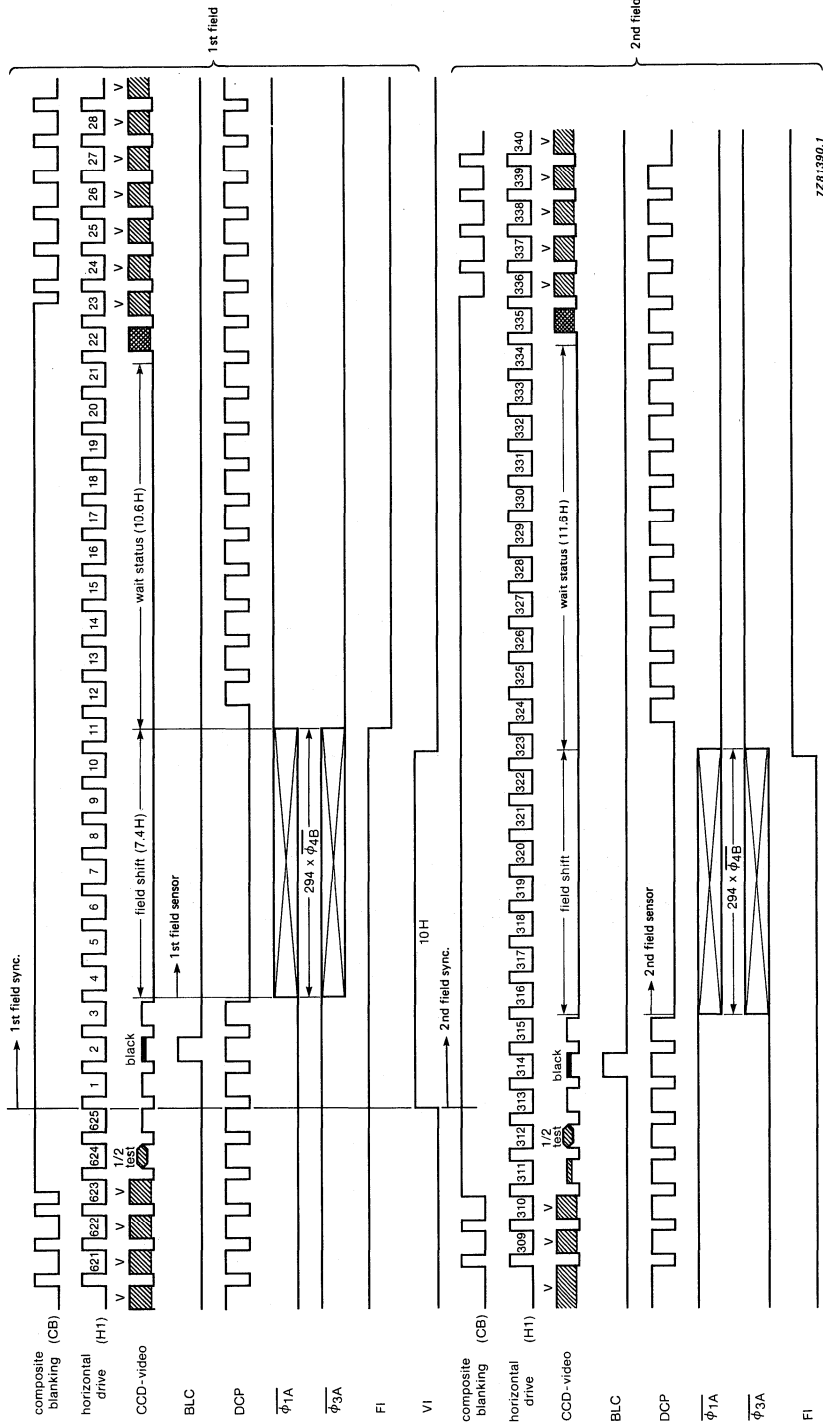 composite blanking (CB)
1st field sync.
horizontal drive (H1)
621 622 623 624 625 1 2 3 4 5 6 7 8 9 10 11 12 13 14 15 16 17 18 19 20 21 22 23 24 25 26 27 28
CCD-video
V V V 1/2 test black field shift (7.4 H) wait status (10.6 H) V V V V V V V
BLC
1st field sensor
DCP
φ1A
294 x φ4B
φ3A
FI
VI
10H
1st field
2nd field sync.
composite blanking (CB)
horizontal drive (H1)
309 310 311 312 313 314 315 316 317 318 319 320 321 322 323 324 325 326 327 328 329 330 331 332 333 334 335 336 337 338 339 340
CCD-video
V V V 1/2 test black field shift wait status (11.6 H) V V V V V
BLC
2nd field sensor
DCP
φ1A
294 x φ4B
φ3A
FI
2nd field
7Z81390.1